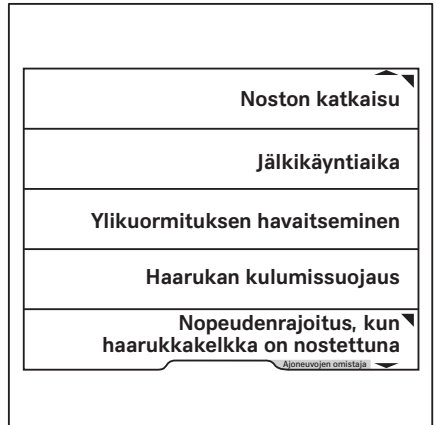 Noston katkaisu
Jälkikäyntiaika
Ylikuormituksen havaitseminen
Haarukan kulumissuojaus
Nopeudenrajoitus, kun
haarukkakelkka on nostettuna
Ajoneuvojen omistaja